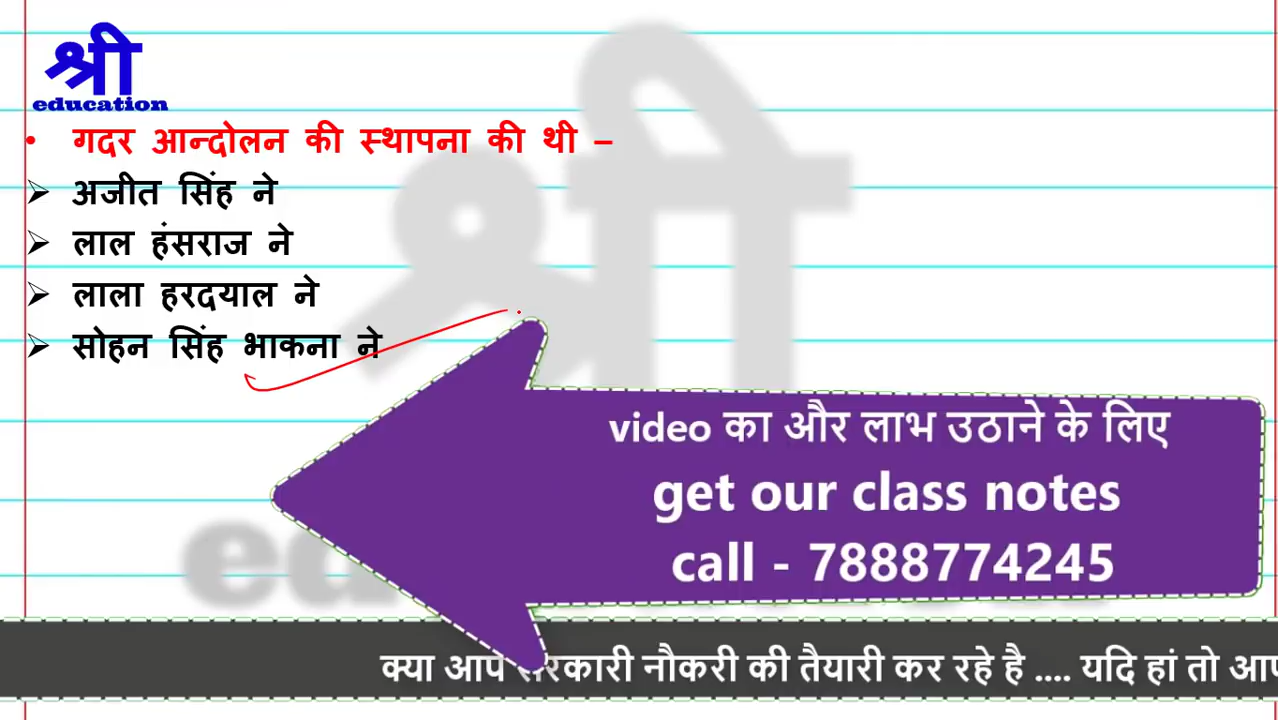 श्री
education
• गदर आन्दोलन की स्थापना की थी –
➢ अजीत सिंह ने
➢ लाल हंसराज ने
➢ लाला हरदयाल ने
➢ सोहन सिंह भाकना ने
video का और लाभ उठाने के लिए
get our class notes
call - 7888774245
क्या आप सरकारी नौकरी की तैयारी कर रहे है .... यदि हां तो आप